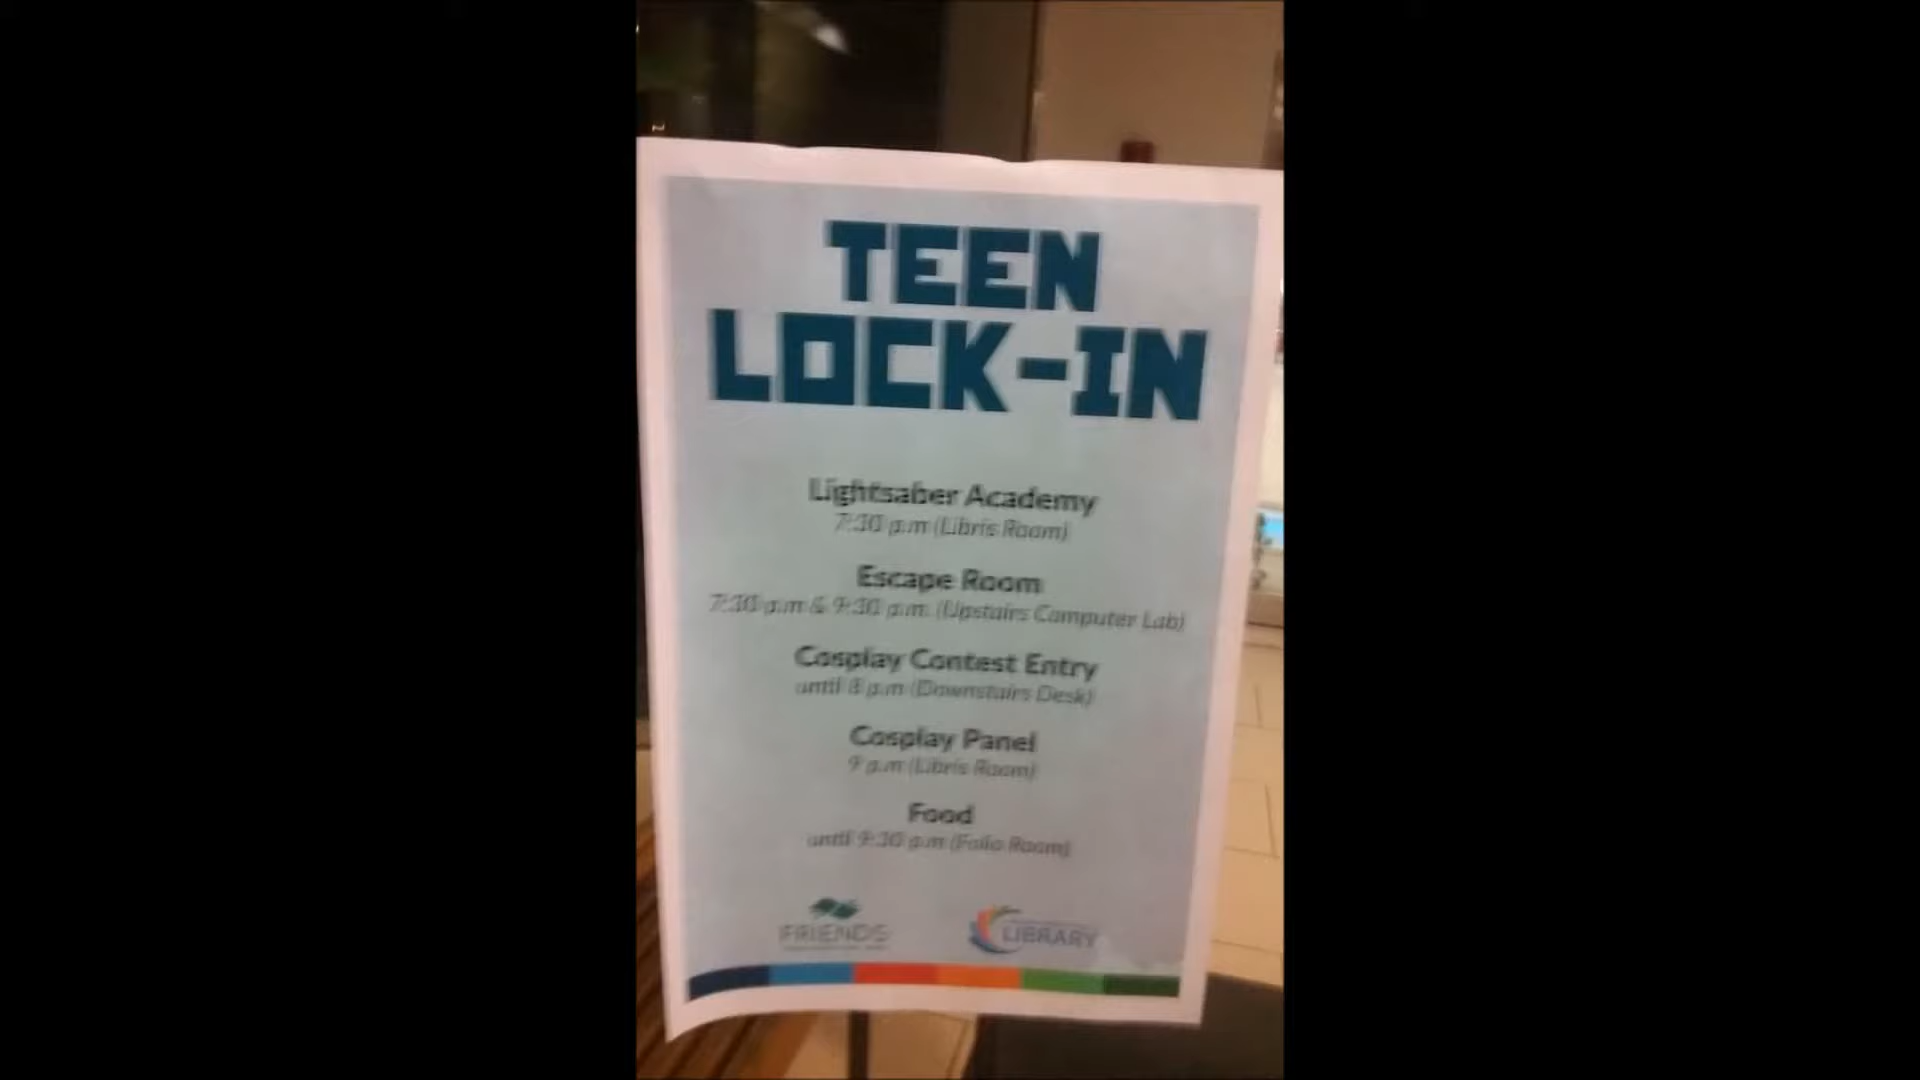 TEEN
LOCK-IN
Lightsaber Academy
7:30 p.m (Libris Room)
Escape Room
7:30 p.m & 9:30 p.m. (Upstairs Computer Lab)
Cosplay Contest Entry
until 8 p.m (Downstairs Desk)
Cosplay Panel
9 p.m (Libris Room)
Food
until 9:30 p.m (Folio Room)
FRIENDS
LIBRARY